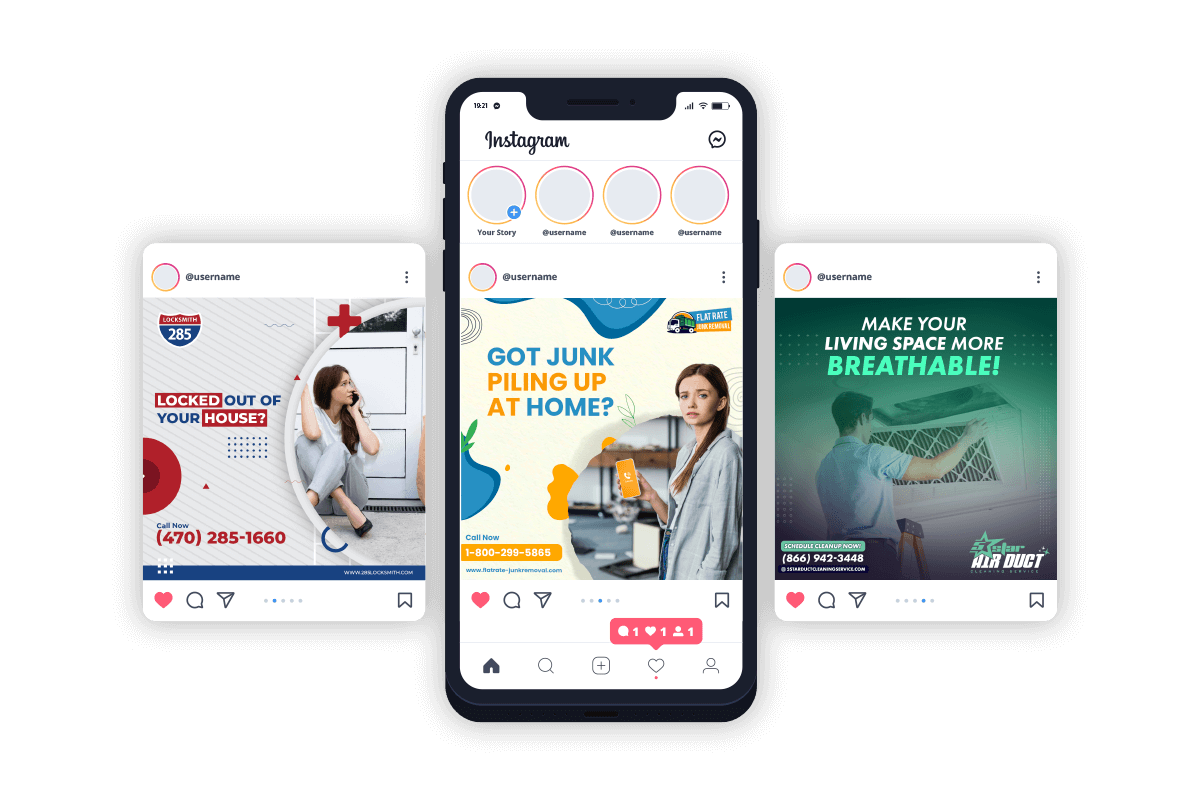 19:21
Instagram
Your Story
@username
@username
@username
@username
LOCKSMITH
285
LOCKED OUT OF
YOUR HOUSE?
Call Now
(470) 285-1660
WWW.285LOCKSMITH.COM
@username
FLAT RATE
JUNK REMOVAL
GOT JUNK
PILING UP
AT HOME?
Call Now
1-800-299-5865
www.flatrate-junkremoval.com
1 1 1
@username
MAKE YOUR
LIVING SPACE MORE
BREATHABLE!
SCHEDULE CLEANUP NOW!
(866) 942-3448
5STARDUCTCLEANINGSERVICE.COM
5 star
AIR DUCT
CLEANING SERVICE